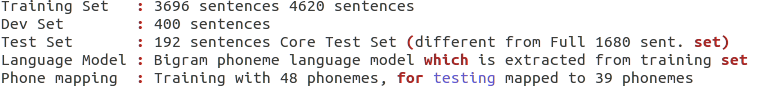 Training Set : 3696 sentences 4620 sentences
Dev Set : 400 sentences
Test Set : 192 sentences Core Test Set (different from Full 1680 sent. set)
Language Model : Bigram phoneme language model which is extracted from training set
Phone mapping : Training with 48 phonemes, for testing mapped to 39 phonemes